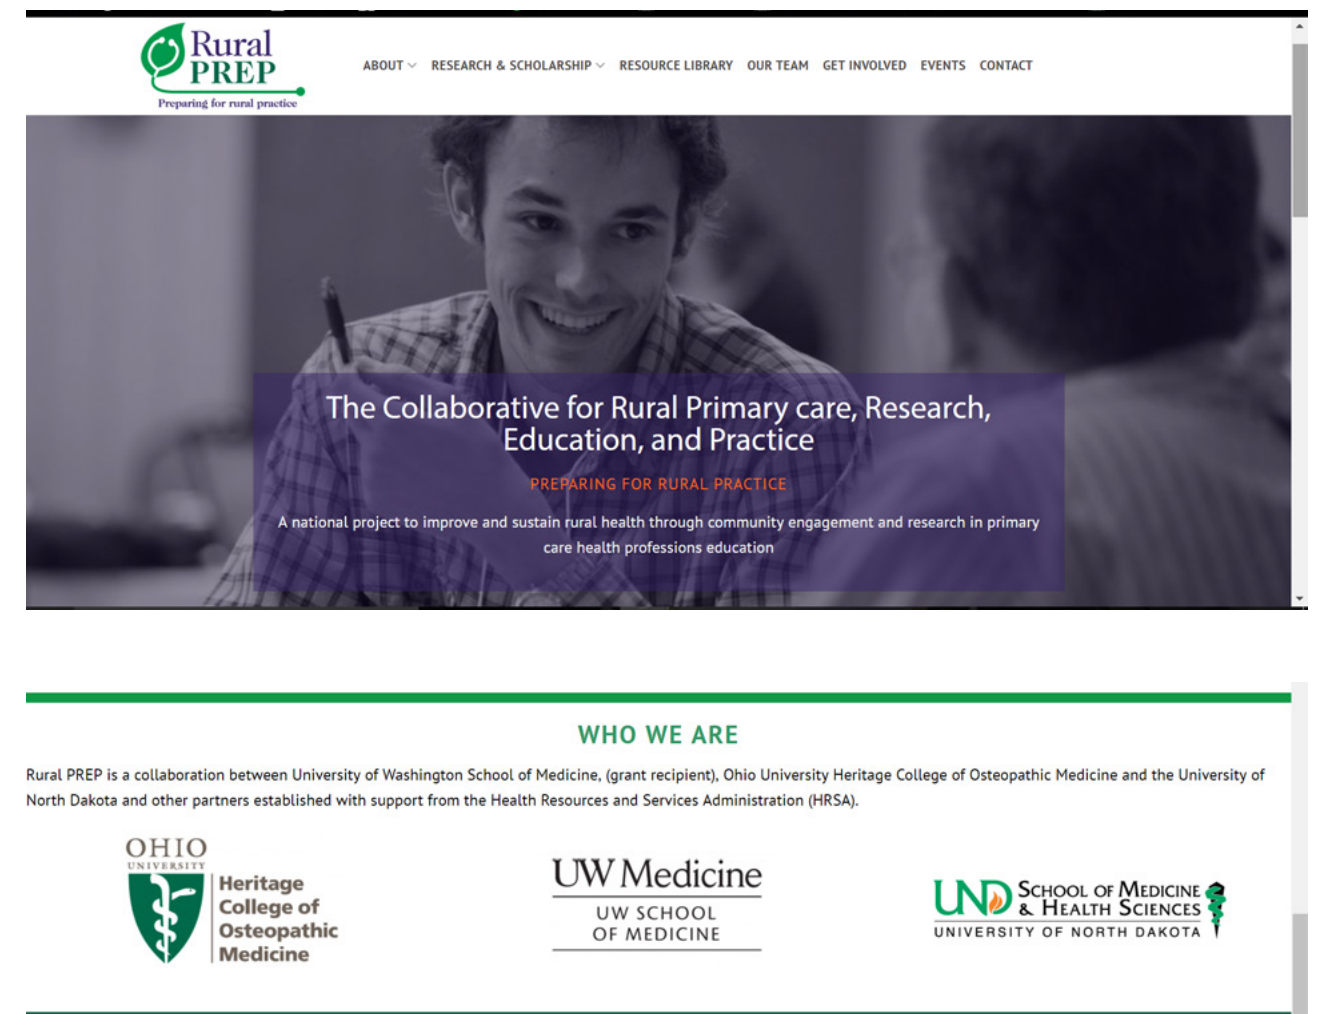 Rural
PREP
Preparing for rural practice
ABOUT RESEARCH & SCHOLARSHIP RESOURCE LIBRARY OUR TEAM GET INVOLVED EVENTS CONTACT
The Collaborative for Rural Primary care, Research,
Education, and Practice
PREPARING FOR RURAL PRACTICE
A national project to improve and sustain rural health through community engagement and research in primary
care health professions education
WHO WE ARE
Rural PREP is a collaboration between University of Washington School of Medicine, (grant recipient), Ohio University Heritage College of Osteopathic Medicine and the University of
North Dakota and other partners established with support from the Health Resources and Services Administration (HRSA).
OHIO
UNIVERSITY
Heritage
College of
Osteopathic
Medicine
UW Medicine
UW SCHOOL
OF MEDICINE
UND SCHOOL OF MEDICINE
& HEALTH SCIENCES
UNIVERSITY OF NORTH DAKOTA